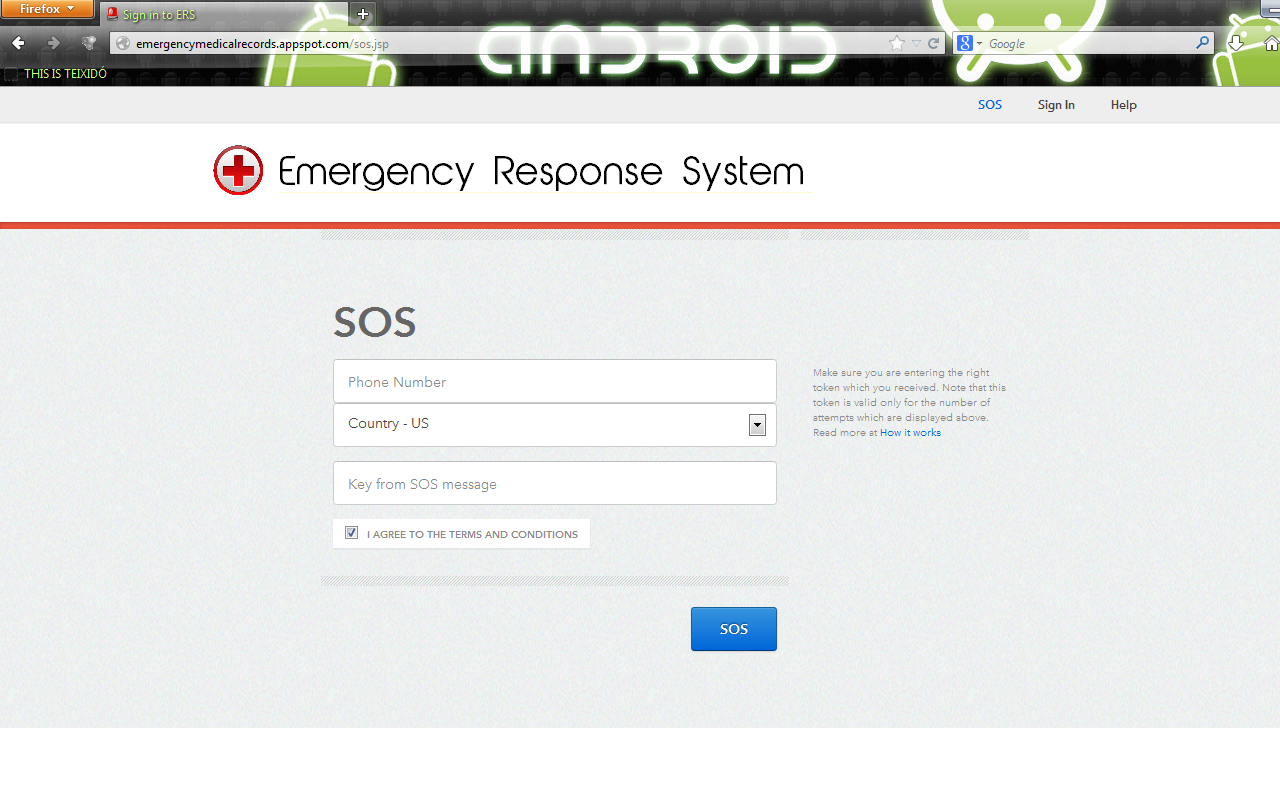 Firefox
Sign in to ERS
emergencymedicalrecords.appspot.com/sos.jsp
Google
ANDROID
THIS IS TEIXIDÓ
SOS Sign In Help
Emergency Response System
SOS
Phone Number
Country - US
Key from SOS message
I AGREE TO THE TERMS AND CONDITIONS
Make sure you are entering the right
token which you received. Note that this
token is valid only for the number of
attempts which are displayed above.
Read more at How it works
SOS